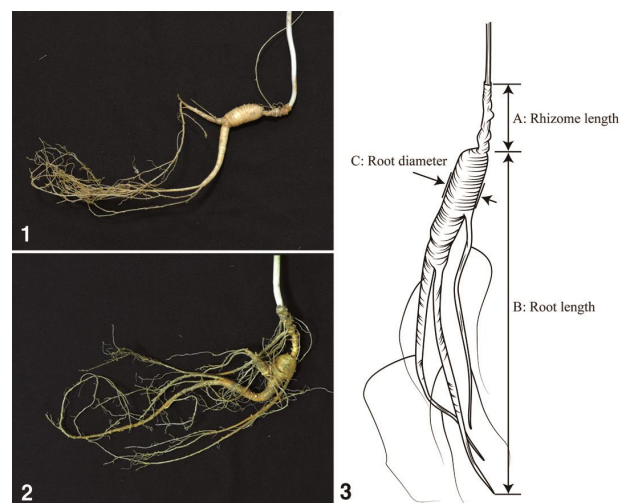 1
2
3
A: Rhizome length
C: Root diameter
B: Root length